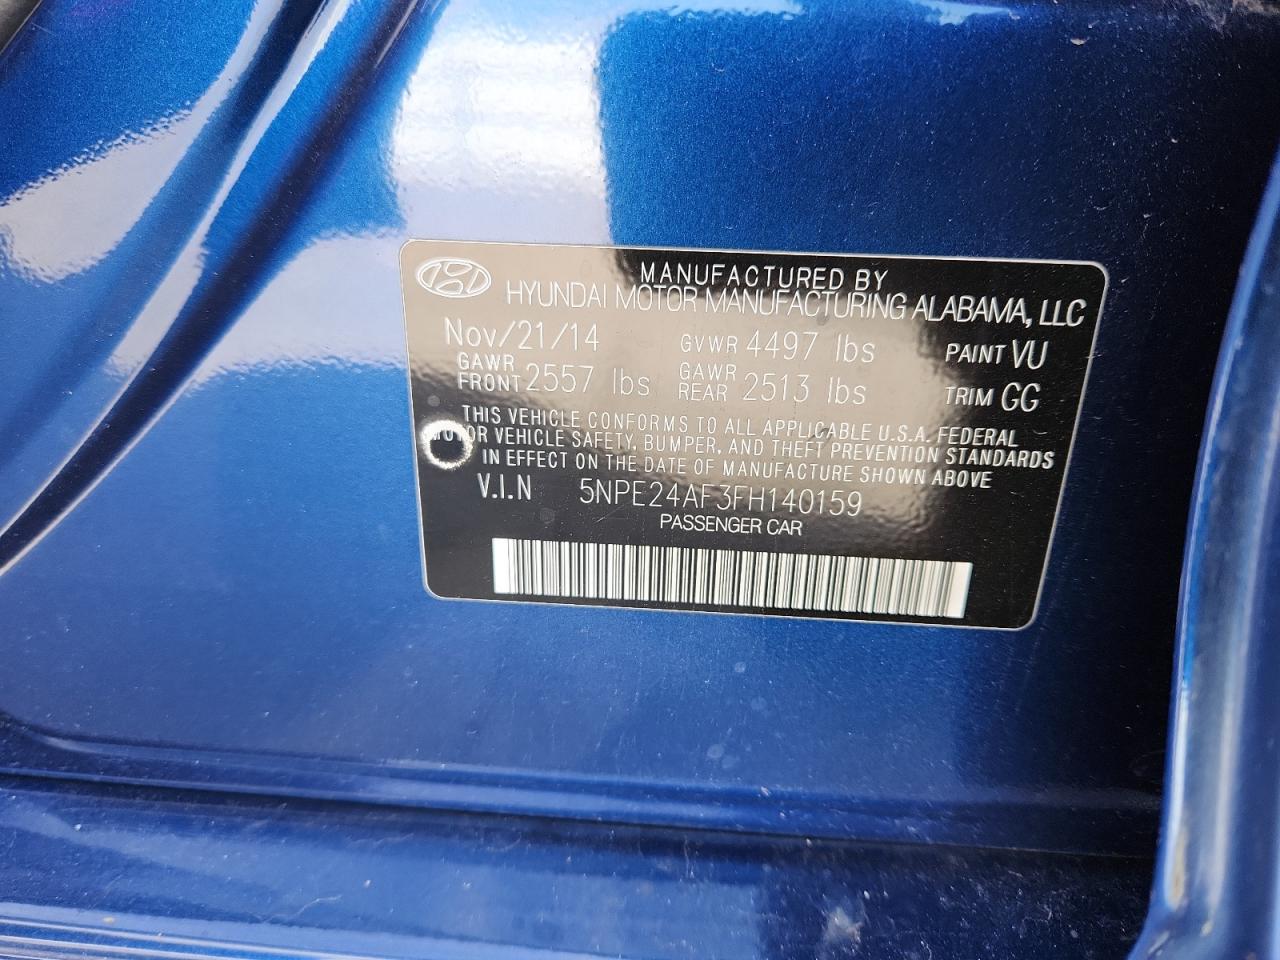 MANUFACTURED BY
HYUNDAI MOTOR MANUFACTURING ALABAMA, LLC
Nov/21/14 GVWR 4497 lbs PAINT VU
GAWR FRONT 2557 lbs GAWR REAR 2513 lbs TRIM GG
THIS VEHICLE CONFORMS TO ALL APPLICABLE U.S.A. FEDERAL
MOTOR VEHICLE SAFETY, BUMPER, AND THEFT PREVENTION STANDARDS
IN EFFECT ON THE DATE OF MANUFACTURE SHOWN ABOVE
V.I.N 5NPE24AF3FH140159
PASSENGER CAR